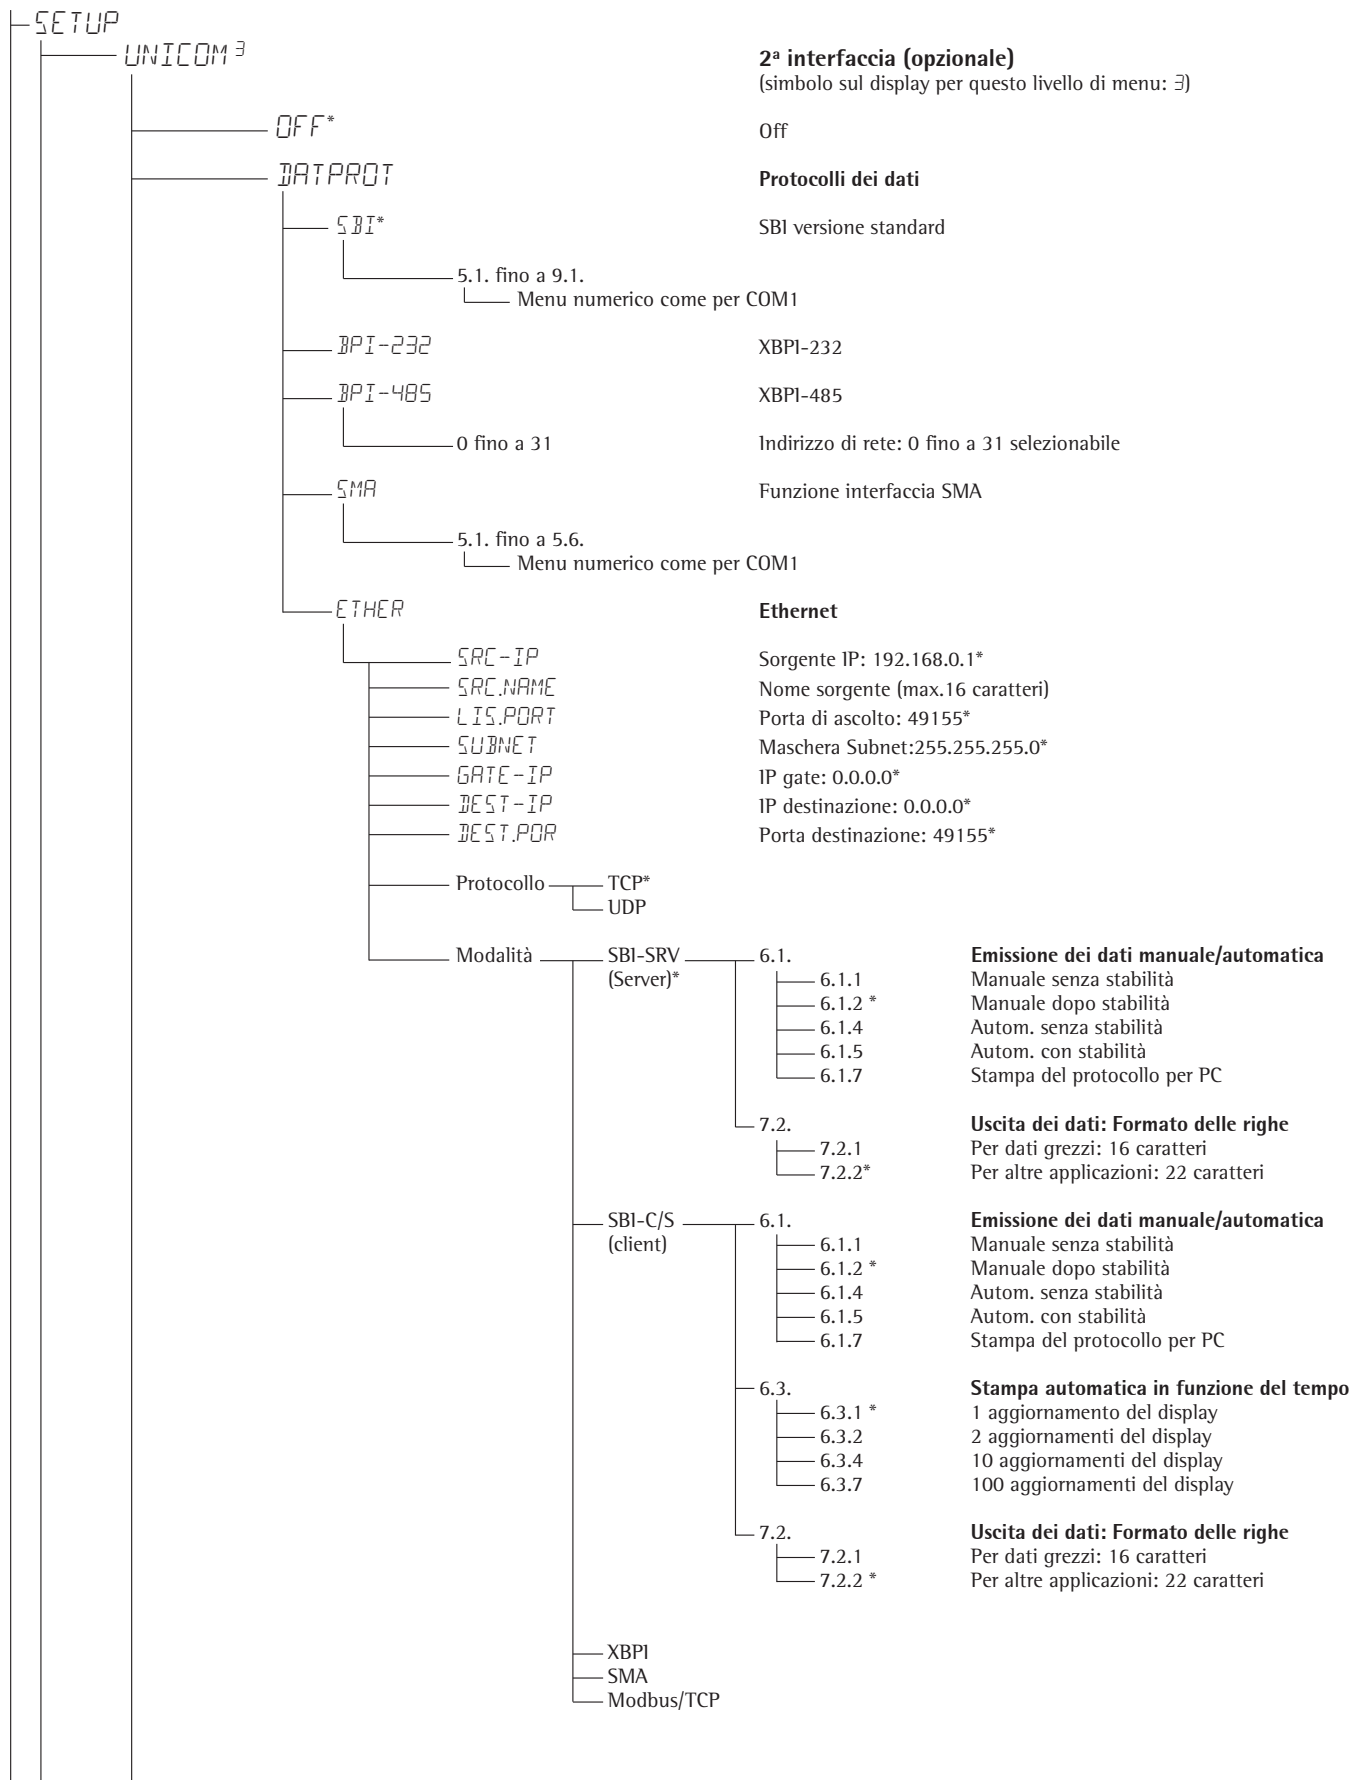 SETUP
UNICOM 3 2ª interfaccia (opzionale)
(simbolo sul display per questo livello di menu: 3)
OFF* Off
DATPROT Protocolli dei dati
SBI* SBI versione standard
5.1. fino a 9.1.
Menu numerico come per COM1
BPI-232 XBPI-232
BPI-485 XBPI-485
0 fino a 31 Indirizzo di rete: 0 fino a 31 selezionabile
SMA Funzione interfaccia SMA
5.1. fino a 5.6.
Menu numerico come per COM1
ETHER Ethernet
SRC-IP Sorgente IP: 192.168.0.1*
SRC.NAME Nome sorgente (max.16 caratteri)
LIS.PORT Porta di ascolto: 49155*
SUBNET Maschera Subnet:255.255.255.0*
GATE-IP IP gate: 0.0.0.0*
DEST-IP IP destinazione: 0.0.0.0*
DEST.POR Porta destinazione: 49155*
Protocollo TCP*
UDP
Modalità SBI-SRV 6.1. Emissione dei dati manuale/automatica
(Server)* 6.1.1 Manuale senza stabilità
6.1.2 * Manuale dopo stabilità
6.1.4 Autom. senza stabilità
6.1.5 Autom. con stabilità
6.1.7 Stampa del protocollo per PC
7.2. Uscita dei dati: Formato delle righe
7.2.1 Per dati grezzi: 16 caratteri
7.2.2* Per altre applicazioni: 22 caratteri
SBI-C/S 6.1. Emissione dei dati manuale/automatica
(client) 6.1.1 Manuale senza stabilità
6.1.2 * Manuale dopo stabilità
6.1.4 Autom. senza stabilità
6.1.5 Autom. con stabilità
6.1.7 Stampa del protocollo per PC
6.3. Stampa automatica in funzione del tempo
6.3.1 * 1 aggiornamento del display
6.3.2 2 aggiornamenti del display
6.3.4 10 aggiornamenti del display
6.3.7 100 aggiornamenti del display
7.2. Uscita dei dati: Formato delle righe
7.2.1 Per dati grezzi: 16 caratteri
7.2.2 * Per altre applicazioni: 22 caratteri
XBPI
SMA
Modbus/TCP